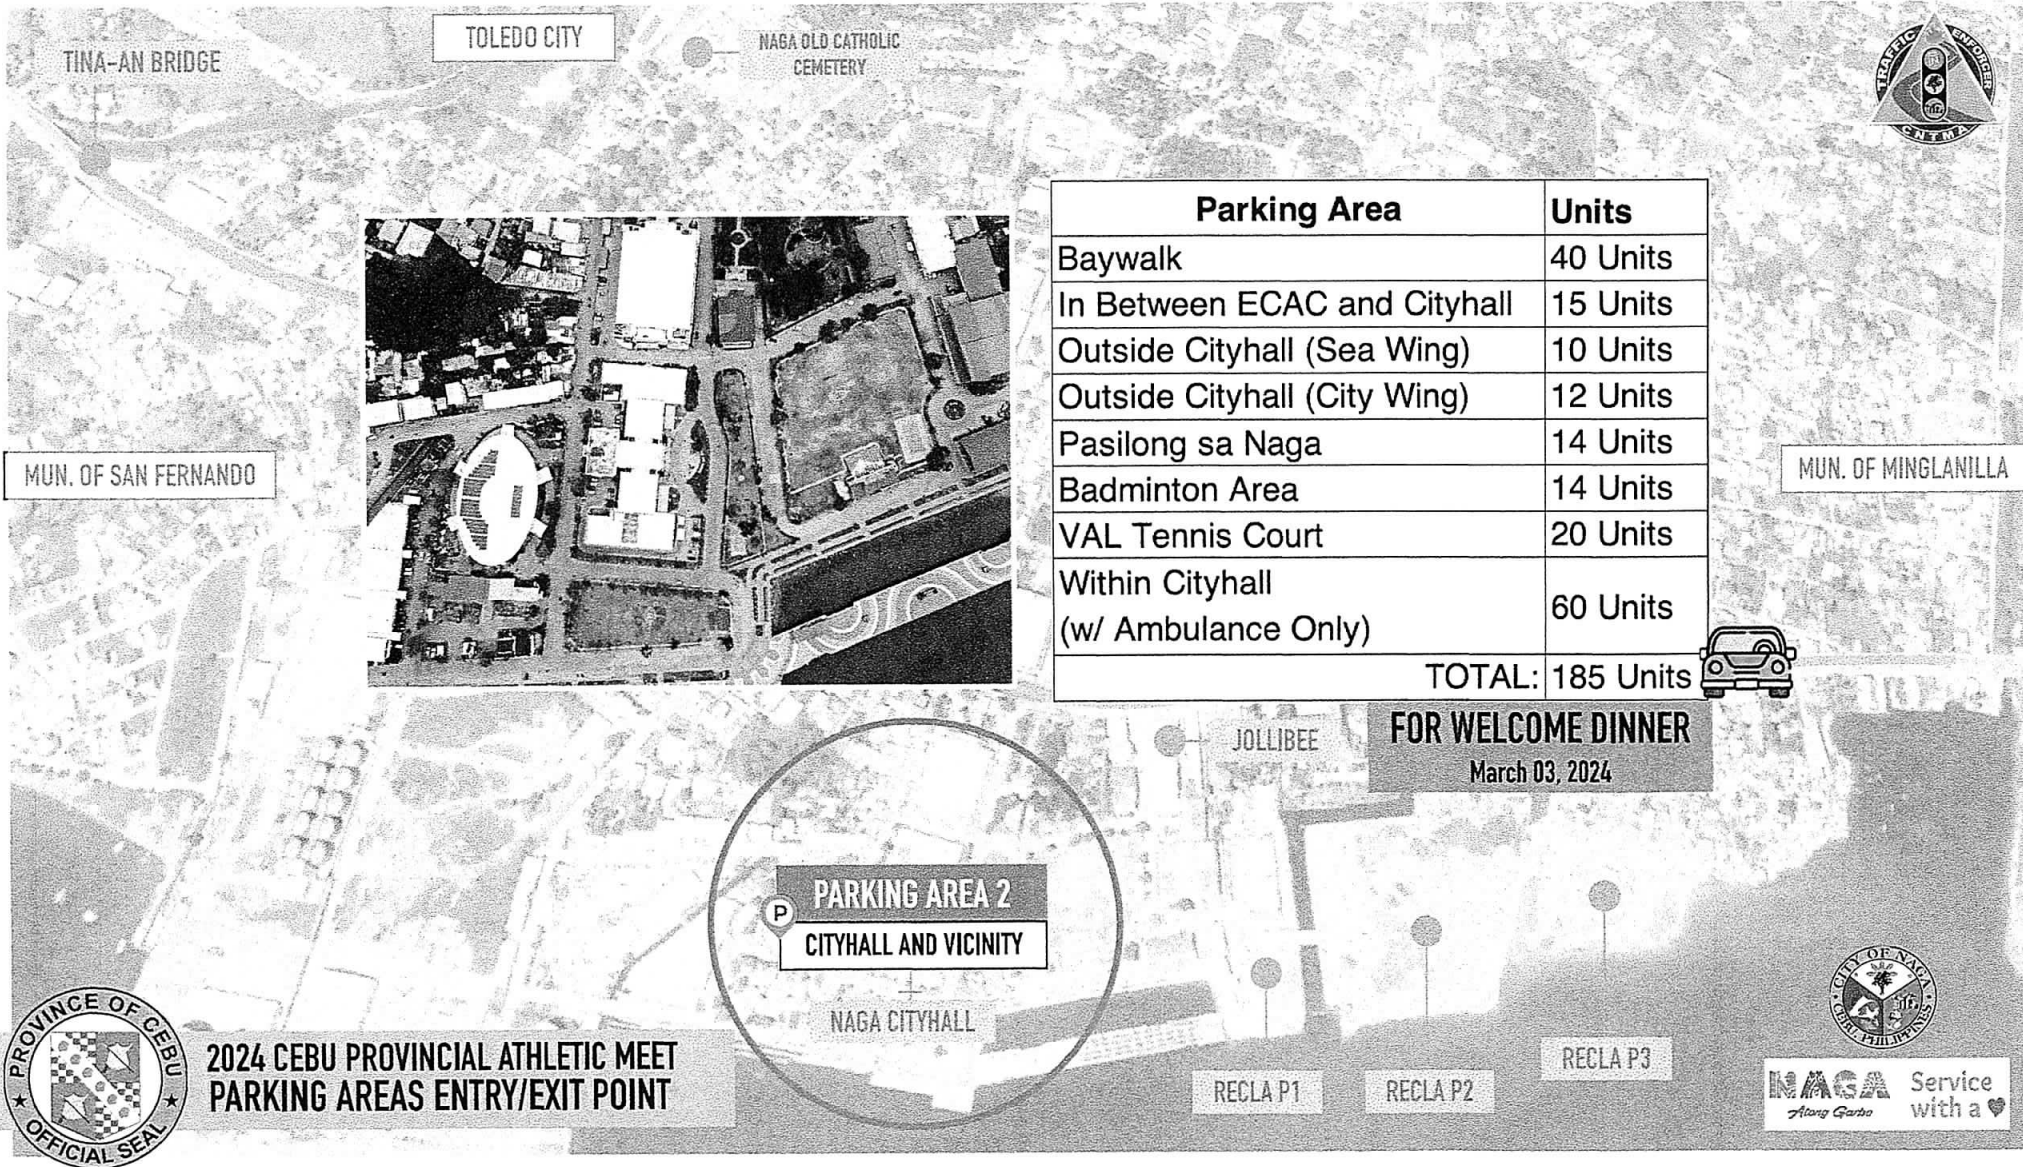 TINA-AN BRIDGE
TOLEDO CITY
NAGA OLD CATHOLIC
CEMETERY
TRAFFIC ENFORCER
CNTMA
Parking Area Units
Baywalk 40 Units
In Between ECAC and Cityhall 15 Units
Outside Cityhall (Sea Wing) 10 Units
Outside Cityhall (City Wing) 12 Units
Pasilong sa Naga 14 Units
Badminton Area 14 Units
VAL Tennis Court 20 Units
Within Cityhall
(w/ Ambulance Only) 60 Units
TOTAL: 185 Units
MUN. OF SAN FERNANDO
MUN. OF MINGLANILLA
JOLLIBEE
FOR WELCOME DINNER
March 03, 2024
PARKING AREA 2
P
CITYHALL AND VICINITY
NAGA CITYHALL
RECLA P1
RECLA P2
RECLA P3
PROVINCE OF CEBU
OFFICIAL SEAL
2024 CEBU PROVINCIAL ATHLETIC MEET
PARKING AREAS ENTRY/EXIT POINT
CITY OF NAGA
CEBU, PHILIPPINES
NAGA
Atong Garbo
Service
with a